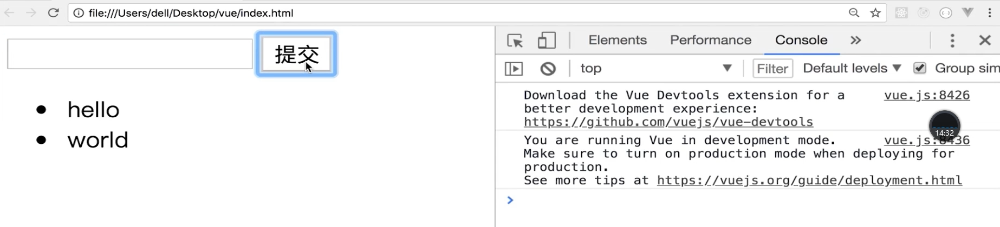 file:///Users/dell/Desktop/vue/index.html
提交
hello
world
Elements Performance Console
top Filter Default levels Group sim
Download the Vue Devtools extension for a vue.js:8426
better development experience:
https://github.com/vuejs/vue-devtools
14:32
You are running Vue in development mode. vue.js:8436
Make sure to turn on production mode when deploying for
production.
See more tips at https://vuejs.org/guide/deployment.html